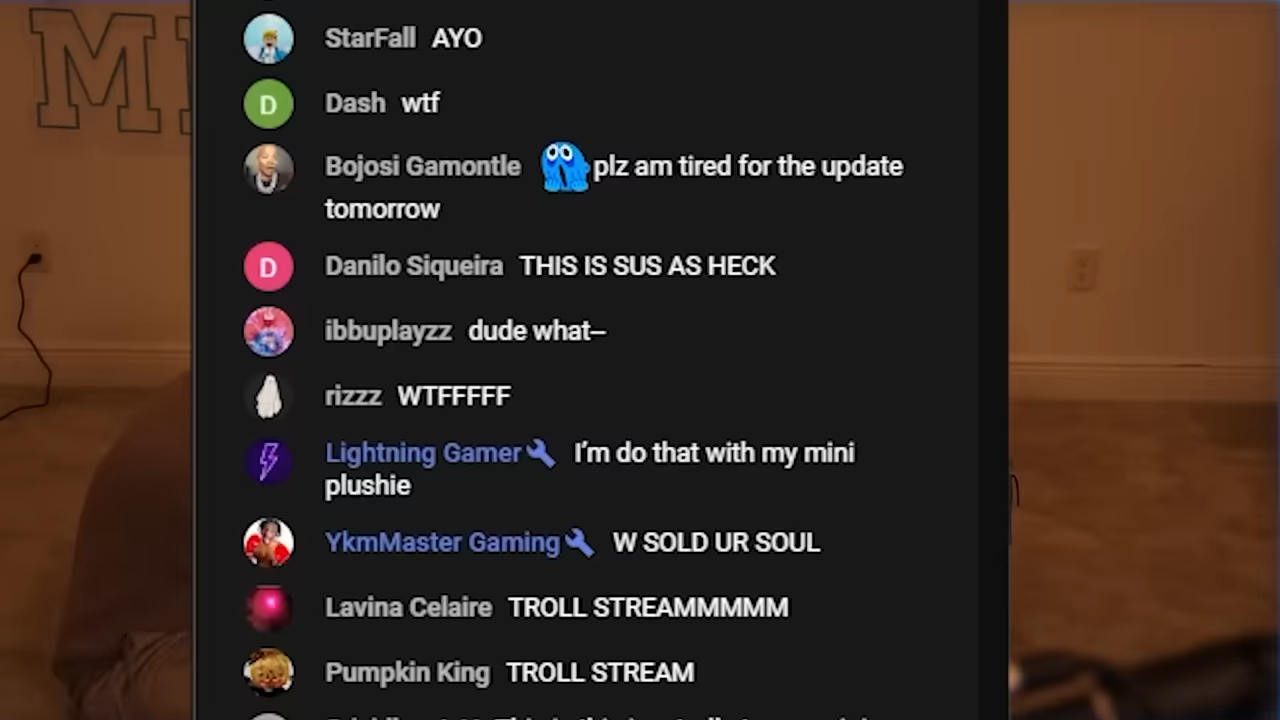 StarFall AYO
D Dash wtf
Bojosi Gamontle plz am tired for the update
tomorrow
D Danilo Siqueira THIS IS SUS AS HECK
ibbuplayzz dude what–
rizzz WTFFFFF
Lightning Gamer I'm do that with my mini
plushie
YkmMaster Gaming W SOLD UR SOUL
Lavina Celaire TROLL STREAMMMMM
Pumpkin King TROLL STREAM